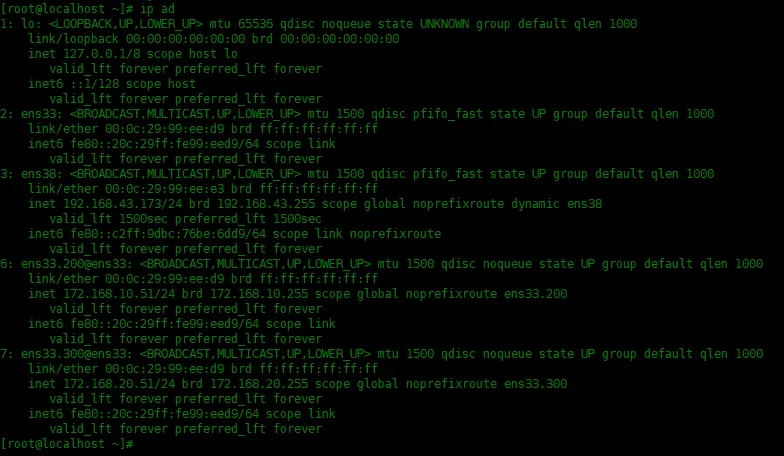 [root@localhost ~]# ip ad
1: lo: <LOOPBACK,UP,LOWER_UP> mtu 65536 qdisc noqueue state UNKNOWN group default qlen 1000
    link/loopback 00:00:00:00:00:00 brd 00:00:00:00:00:00
    inet 127.0.0.1/8 scope host lo
       valid_lft forever preferred_lft forever
    inet6 ::1/128 scope host
       valid_lft forever preferred_lft forever
2: ens33: <BROADCAST,MULTICAST,UP,LOWER_UP> mtu 1500 qdisc pfifo_fast state UP group default qlen 1000
    link/ether 00:0c:29:99:ee:d9 brd ff:ff:ff:ff:ff:ff
    inet6 fe80::20c:29ff:fe99:eed9/64 scope link
       valid_lft forever preferred_lft forever
3: ens38: <BROADCAST,MULTICAST,UP,LOWER_UP> mtu 1500 qdisc pfifo_fast state UP group default qlen 1000
    link/ether 00:0c:29:99:ee:e3 brd ff:ff:ff:ff:ff:ff
    inet 192.168.43.173/24 brd 192.168.43.255 scope global noprefixroute dynamic ens38
       valid_lft 1500sec preferred_lft 1500sec
    inet6 fe80::c2ff:9dbc:76be:6dd9/64 scope link noprefixroute
       valid_lft forever preferred_lft forever
6: ens33.200@ens33: <BROADCAST,MULTICAST,UP,LOWER_UP> mtu 1500 qdisc noqueue state UP group default qlen 1000
    link/ether 00:0c:29:99:ee:d9 brd ff:ff:ff:ff:ff:ff
    inet 172.168.10.51/24 brd 172.168.10.255 scope global noprefixroute ens33.200
       valid_lft forever preferred_lft forever
    inet6 fe80::20c:29ff:fe99:eed9/64 scope link
       valid_lft forever preferred_lft forever
7: ens33.300@ens33: <BROADCAST,MULTICAST,UP,LOWER_UP> mtu 1500 qdisc noqueue state UP group default qlen 1000
    link/ether 00:0c:29:99:ee:d9 brd ff:ff:ff:ff:ff:ff
    inet 172.168.20.51/24 brd 172.168.20.255 scope global noprefixroute ens33.300
       valid_lft forever preferred_lft forever
    inet6 fe80::20c:29ff:fe99:eed9/64 scope link
       valid_lft forever preferred_lft forever
[root@localhost ~]#